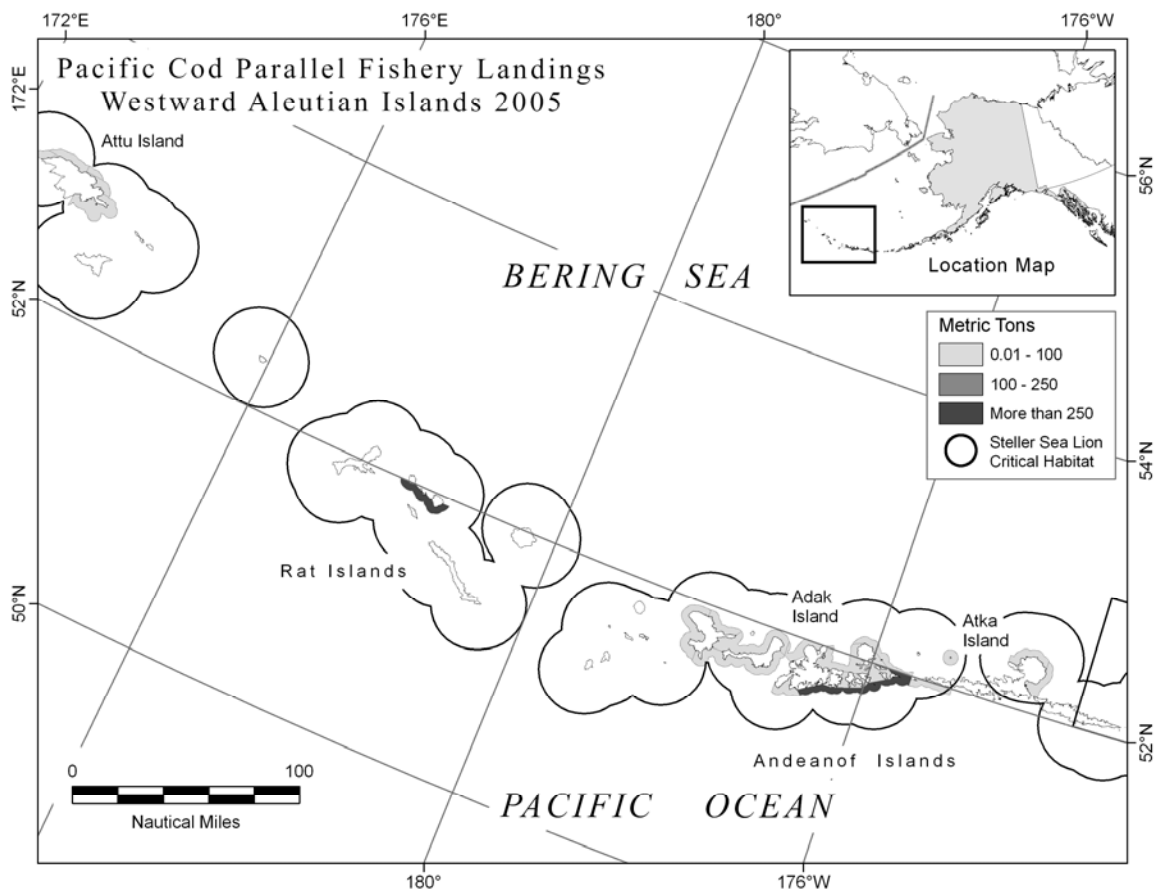 172°E
176°E
180°
176°W
Pacific Cod Parallel Fishery Landings
Westward Aleutian Islands 2005
172°E
Attu Island
56°N
BERING SEA
Location Map
52°N
Metric Tons
0.01 - 100
100 - 250
More than 250
Steller Sea Lion
Critical Habitat
54°N
Rat Islands
50°N
Adak
Island
Atka
Island
52°N
Andeanof Islands
0
100
Nautical Miles
PACIFIC OCEAN
180°
176°W